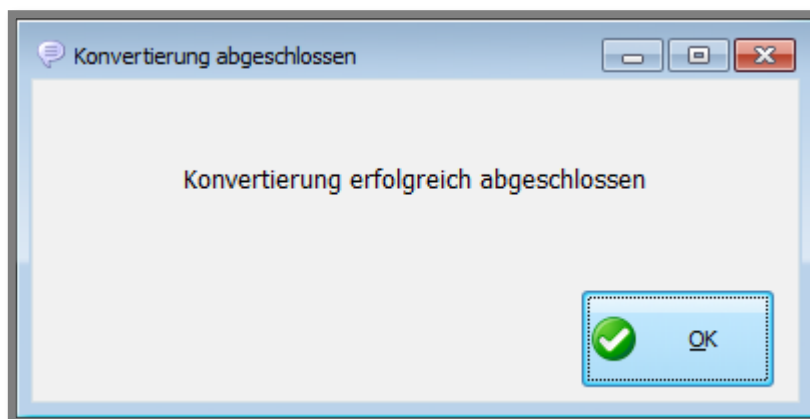 Konvertierung abgeschlossen
Konvertierung erfolgreich abgeschlossen
OK